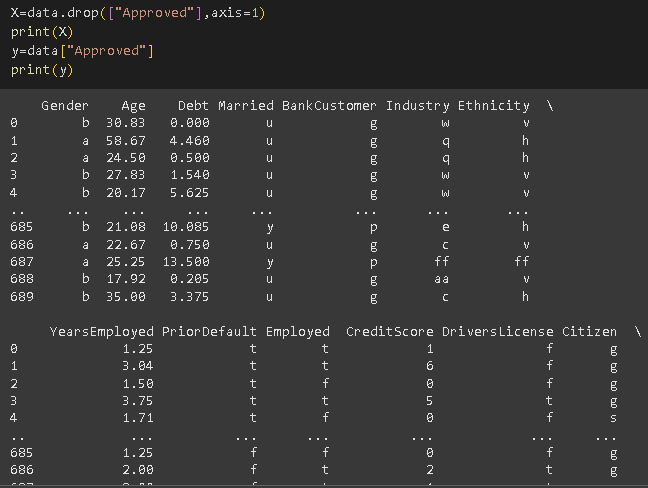 X=data.drop(["Approved"],axis=1)
print(X)
y=data["Approved"]
print(y)
Gender Age Debt Married BankCustomer Industry Ethnicity \
0 b 30.83 0.000 u g w v
1 a 58.67 4.460 u g q h
2 a 24.50 0.500 u g q h
3 b 27.83 1.540 u g w v
4 b 20.17 5.625 u g w v
.. ... ... ... ... ... ... ...
685 b 21.08 10.085 y p e h
686 a 22.67 0.750 u g c v
687 a 25.25 13.500 y p ff ff
688 b 17.92 0.205 u g aa v
689 b 35.00 3.375 u g c h
YearsEmployed PriorDefault Employed CreditScore DriversLicense Citizen \
0 1.25 t t 1 f g
1 3.04 t t 6 f g
2 1.50 t f 0 f g
3 3.75 t t 5 t g
4 1.71 t f 0 f s
.. ... ... ... ... ... ...
685 1.25 f f 0 f g
686 2.00 f t 2 t g